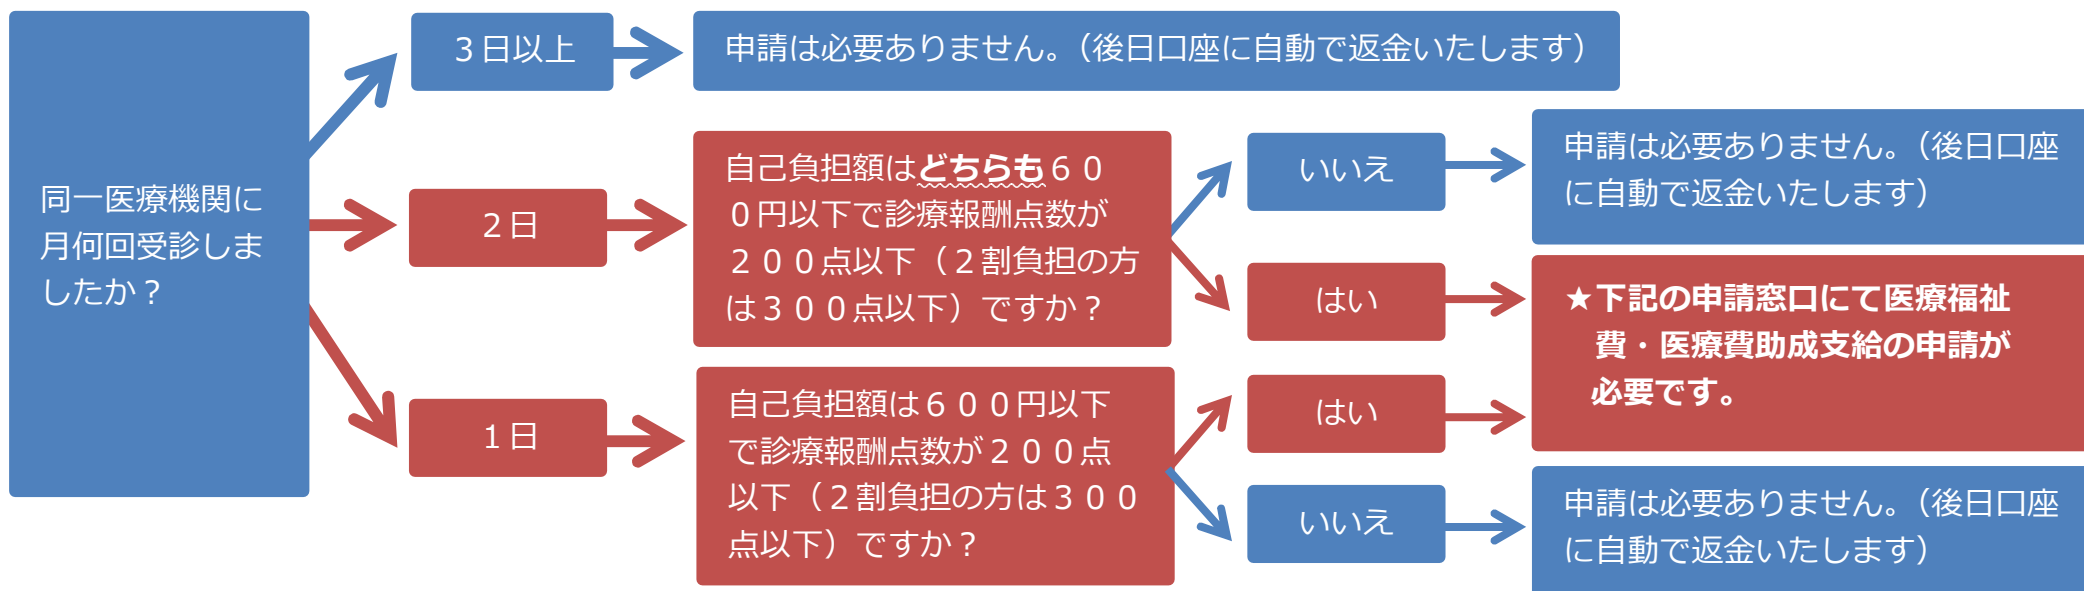 同一医療機関に
月何回受診しま
したか？
３日以上
申請は必要ありません。（後日口座に自動で返金いたします）
２日
自己負担額はどちらも６０
０円以下で診療報酬点数が
２００点以下（２割負担の方
は３００点以下）ですか？
いいえ
申請は必要ありません。（後日口座
に自動で返金いたします）
はい
★下記の申請窓口にて医療福祉
費・医療費助成支給の申請が
必要です。
１日
自己負担額は６００円以下
で診療報酬点数が２００点
以下（２割負担の方は３００
点以下）ですか？
はい
いいえ
申請は必要ありません。（後日口座
に自動で返金いたします）